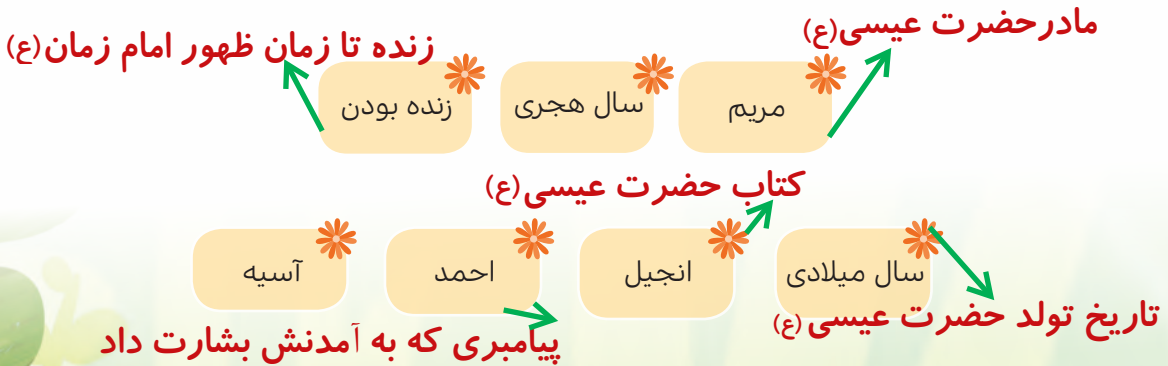 مادرحضرت عیسی(ع)
زنده تا زمان ظهور امام زمان(ع)
مریم
سال هجری
زنده بودن
کتاب حضرت عیسی(ع)
سال میلادی
انجیل
احمد
آسیه
تاریخ تولد حضرت عیسی(ع)
پیامبری که به آمدنش بشارت داد